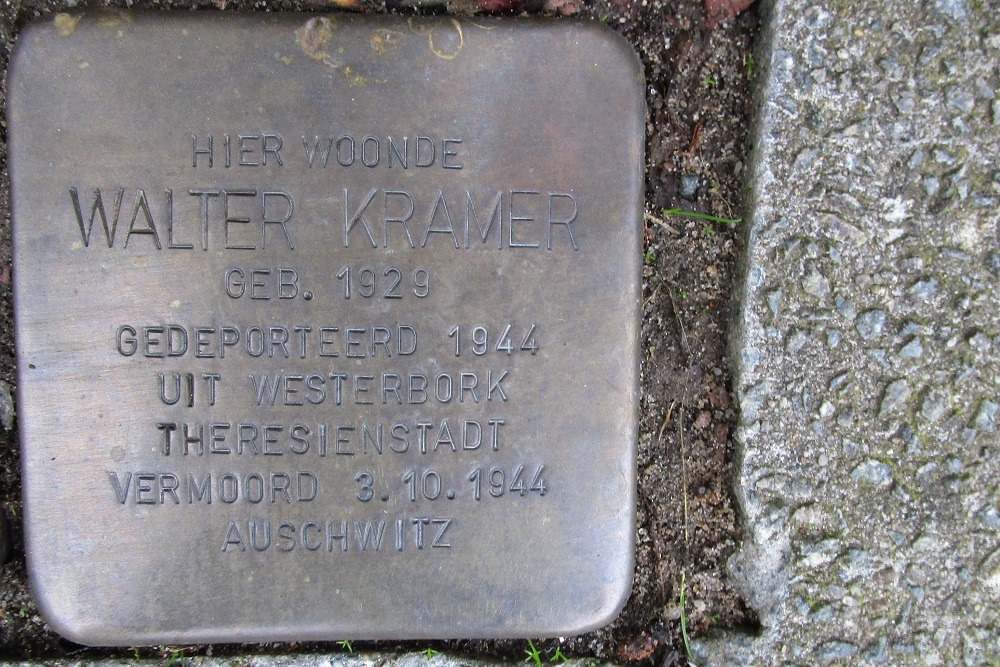 HIER WOONDE
WALTER KRAMER
GEB. 1929
GEDEPORTEERD 1944
UIT WESTERBORK
THERESIENSTADT
VERMOORD 3.10.1944
AUSCHWITZ